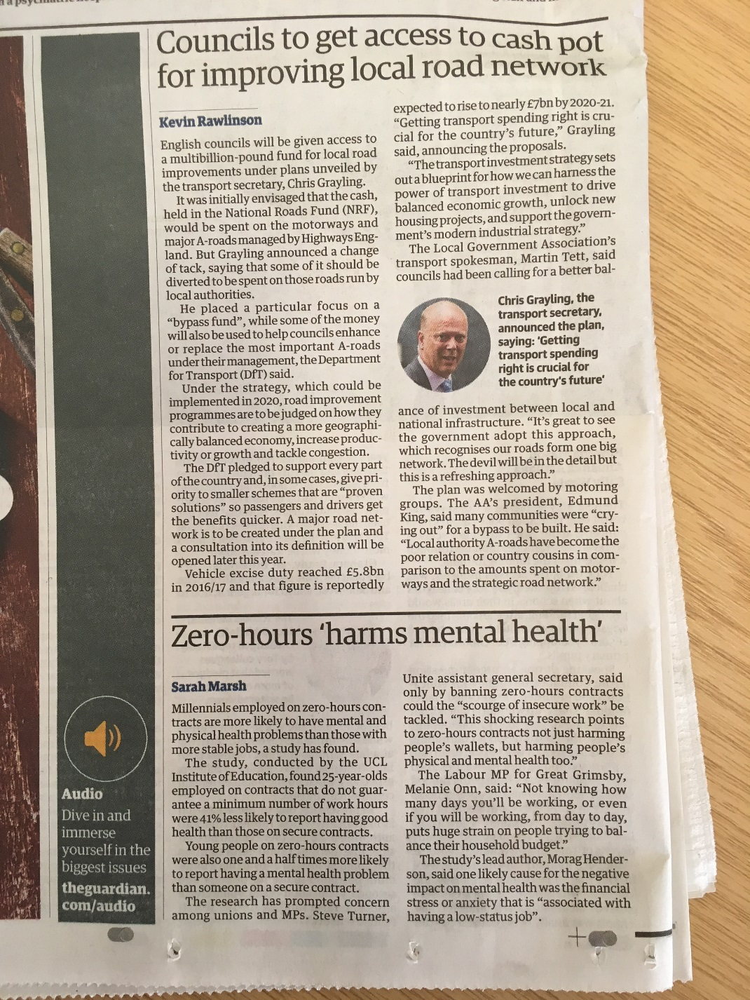 Councils to get access to cash pot
for improving local road network
Kevin Rawlinson
English councils will be given access to
a multibillion-pound fund for local road
improvements under plans unveiled by
the transport secretary, Chris Grayling.
It was initially envisaged that the cash,
held in the National Roads Fund (NRF),
would be spent on the motorways and
major A-roads managed by Highways Eng-
land. But Grayling announced a change
of tack, saying that some of it should be
diverted to be spent on those roads run by
local authorities.
He placed a particular focus on a
“bypass fund”, while some of the money
will also be used to help councils enhance
or replace the most important A-roads
under their management, the Department
for Transport (DfT) said.
Under the strategy, which could be
implemented in 2020, road improvement
programmes are to be judged on how they
contribute to creating a more geographi-
cally balanced economy, increase produc-
tivity or growth and tackle congestion.
The DfT pledged to support every part
of the country and, in some cases, give pri-
ority to smaller schemes that are “proven
solutions” so passengers and drivers get
the benefits quicker. A major road net-
work is to be created under the plan and
a consultation into its definition will be
opened later this year.
Vehicle excise duty reached £5.8bn
in 2016/17 and that figure is reportedly
expected to rise to nearly £7bn by 2020-21.
“Getting transport spending right is cru-
cial for the country’s future,” Grayling
said, announcing the proposals.
“The transport investment strategy sets
out a blueprint for how we can harness the
power of transport investment to drive
balanced economic growth, unlock new
housing projects, and support the govern-
ment’s modern industrial strategy.”
The Local Government Association’s
transport spokesman, Martin Tett, said
councils had been calling for a better bal-
Chris Grayling, the
transport secretary,
announced the plan,
saying: ‘Getting
transport spending
right is crucial for
the country’s future’
ance of investment between local and
national infrastructure. “It’s great to see
the government adopt this approach,
which recognises our roads form one big
network. The devil will be in the detail but
this is a refreshing approach.”
The plan was welcomed by motoring
groups. The AA’s president, Edmund
King, said many communities were “cry-
ing out” for a bypass to be built. He said:
“Local authority A-roads have become the
poor relation or country cousins in com-
parison to the amounts spent on motor-
ways and the strategic road network.”
Zero-hours ‘harms mental health’
Sarah Marsh
Millennials employed on zero-hours con-
tracts are more likely to have mental and
physical health problems than those with
more stable jobs, a study has found.
The study, conducted by the UCL
Institute of Education, found 25-year-olds
employed on contracts that do not guar-
antee a minimum number of work hours
were 41% less likely to report having good
health than those on secure contracts.
Young people on zero-hours contracts
were also one and a half times more likely
to report having a mental health problem
than someone on a secure contract.
The research has prompted concern
among unions and MPs. Steve Turner,
Unite assistant general secretary, said
only by banning zero-hours contracts
could the “scourge of insecure work” be
tackled. “This shocking research points
to zero-hours contracts not just harming
people’s wallets, but harming people’s
physical and mental health too.”
The Labour MP for Great Grimsby,
Melanie Onn, said: “Not knowing how
many days you’ll be working, or even
if you will be working, from day to day,
puts huge strain on people trying to bal-
ance their household budget.”
The study’s lead author, Morag Hender-
son, said one likely cause for the negative
impact on mental health was the financial
stress or anxiety that is “associated with
having a low-status job”.
Audio
Dive in and
immerse
yourself in the
biggest issues
theguardian.
com/audio